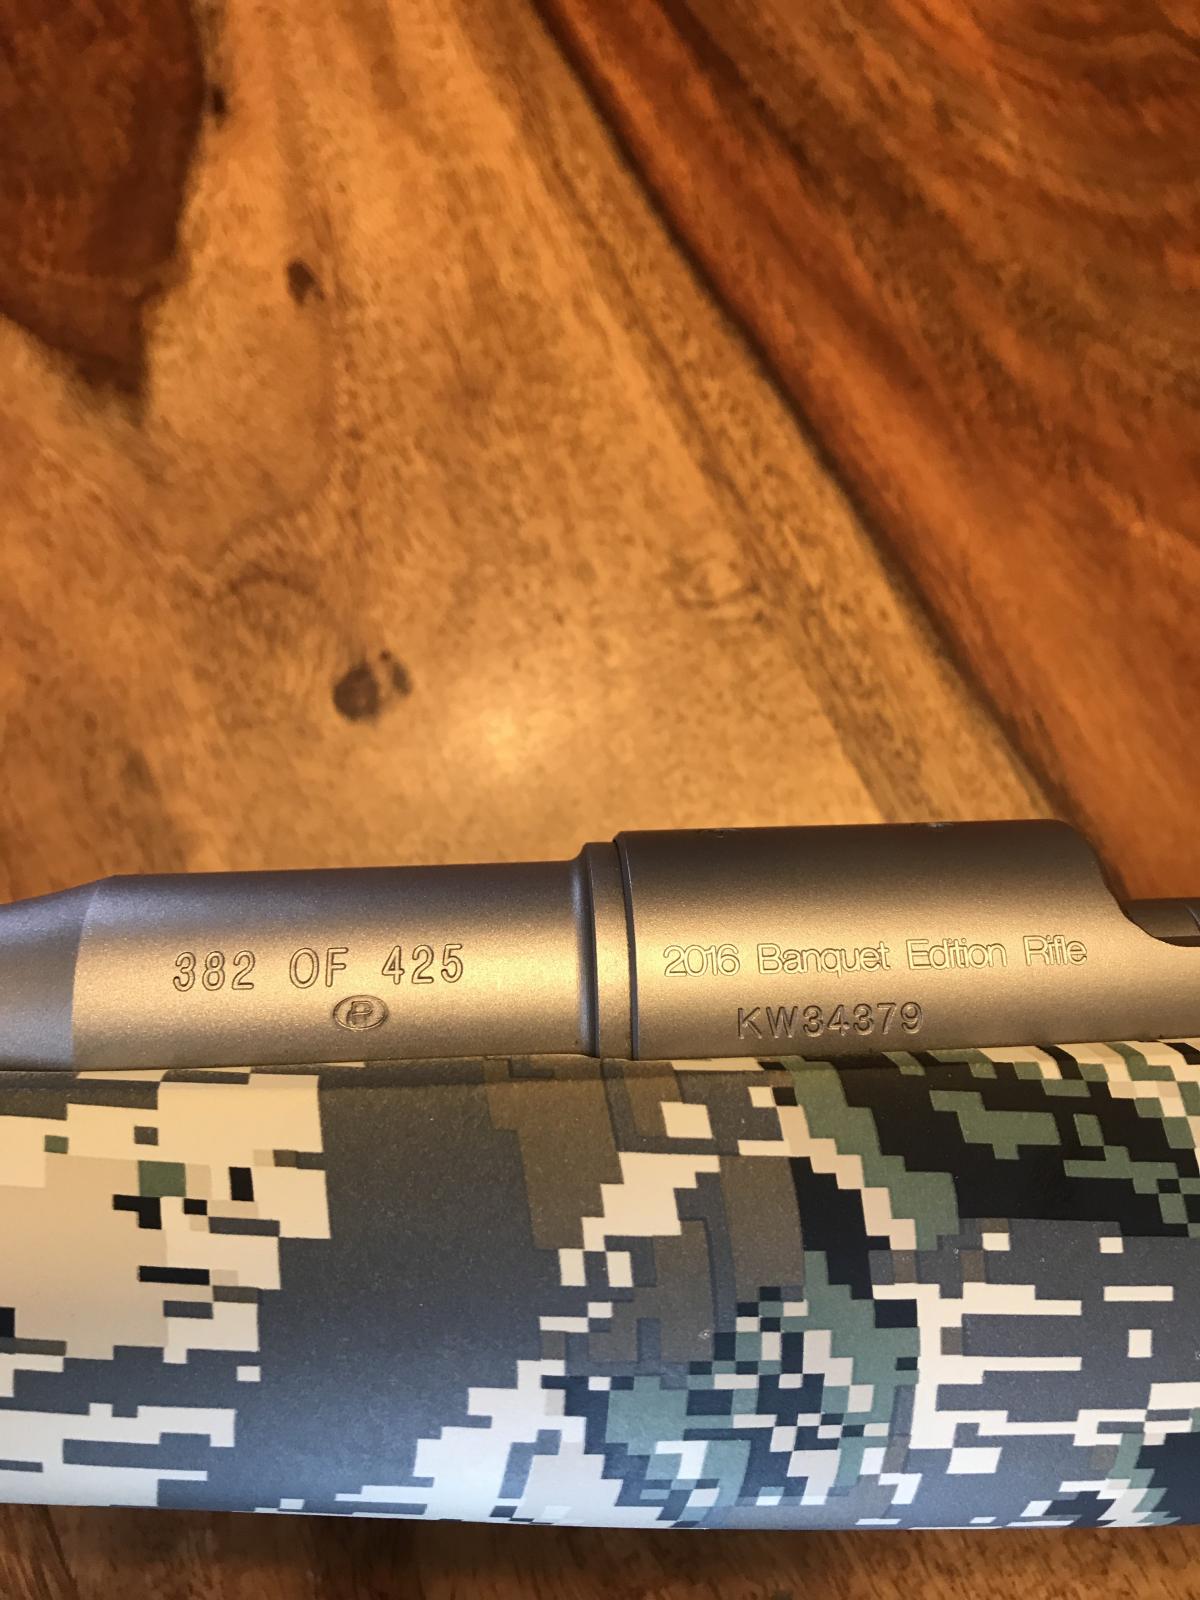 382 OF 425
P
2016 Banquet Edition Rifle
KW34379